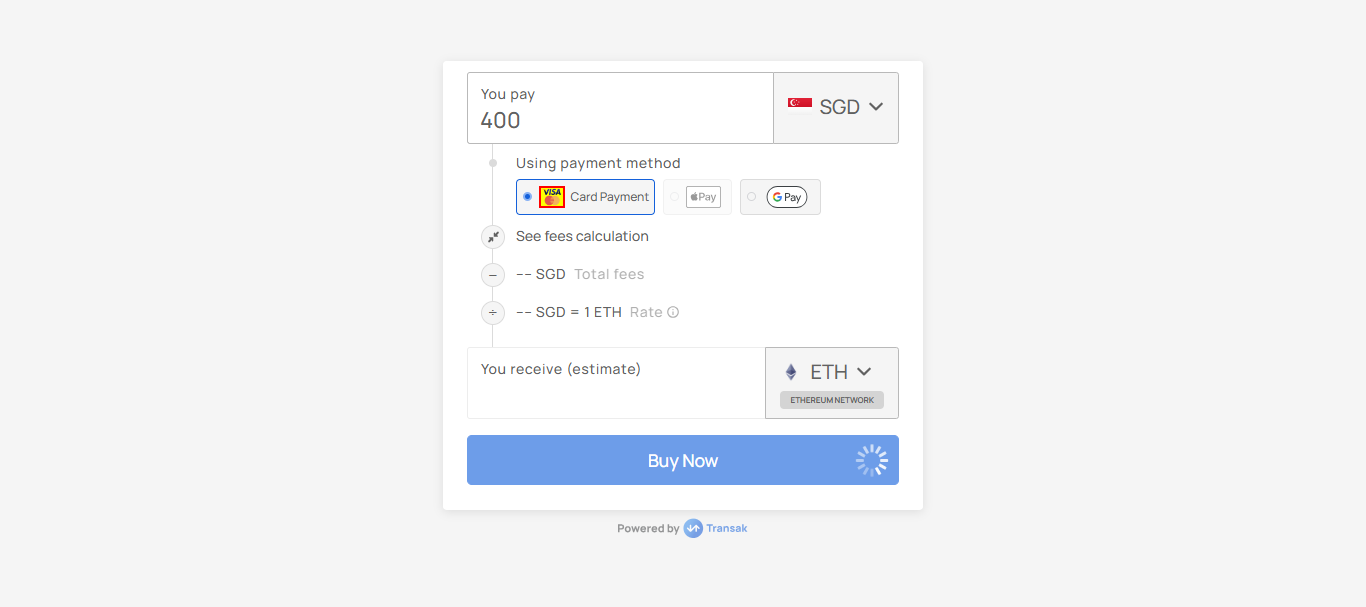 You pay
400
SGD
Using payment method
VISA Card Payment
Pay
G Pay
See fees calculation
−− SGD Total fees
−− SGD = 1 ETH Rate
You receive (estimate)
ETH
ETHEREUM NETWORK
Buy Now
Powered by Transak